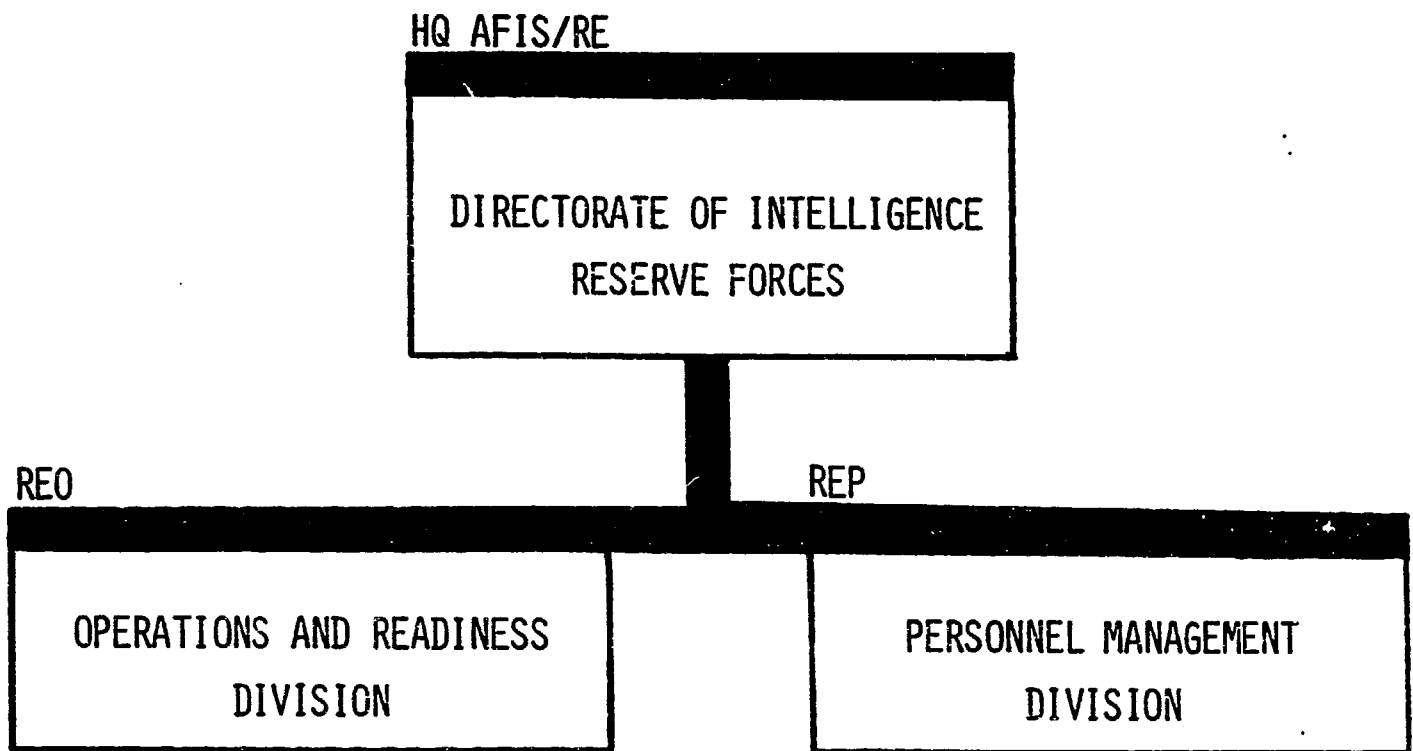 HQ AFIS/RE
DIRECTORATE OF INTELLIGENCE
RESERVE FORCES
REO
REP
OPERATIONS AND READINESS
DIVISION
PERSONNEL MANAGEMENT
DIVISION